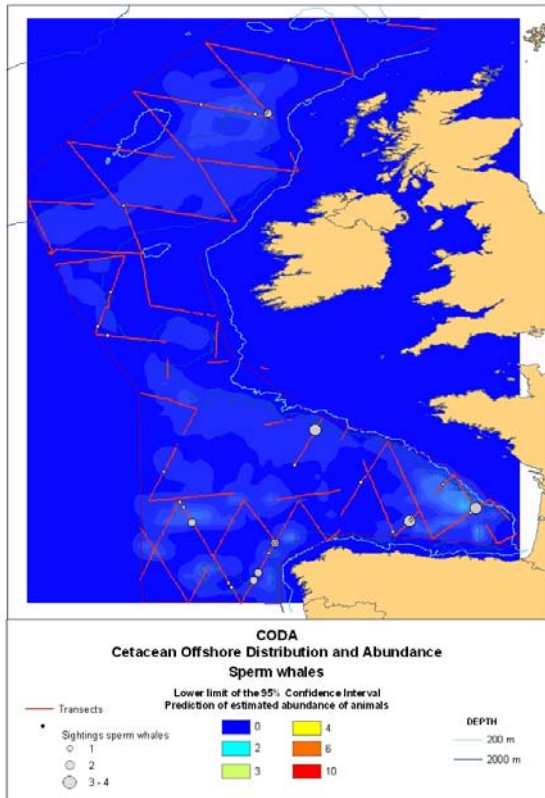 CODA
Cetacean Offshore Distribution and Abundance
Sperm whales
Lower limit of the 95% Confidence Interval
Prediction of estimated abundance of animals
Transects
Sightings sperm whales
1
2
3 - 4
0
2
3
4
6
10
DEPTH
200 m
2000 m